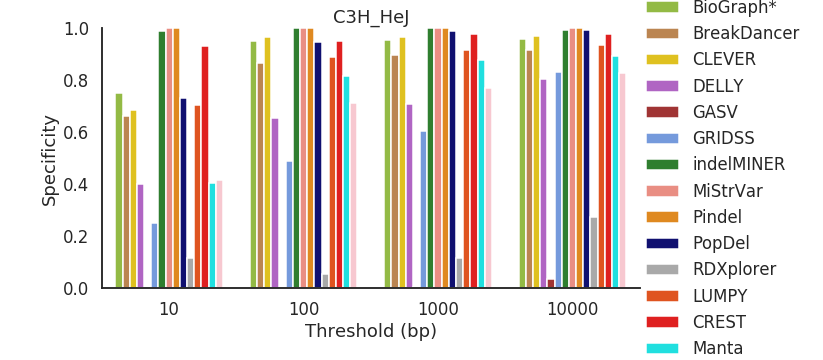 C3H_HeJ
1.0
0.8
0.6
0.4
0.2
0.0
Specificity
10
100
1000
10000
Threshold (bp)
BioGraph*
BreakDancer
CLEVER
DELLY
GASV
GRIDSS
indelMINER
MiStrVar
Pindel
PopDel
RDXplorer
LUMPY
CREST
Manta